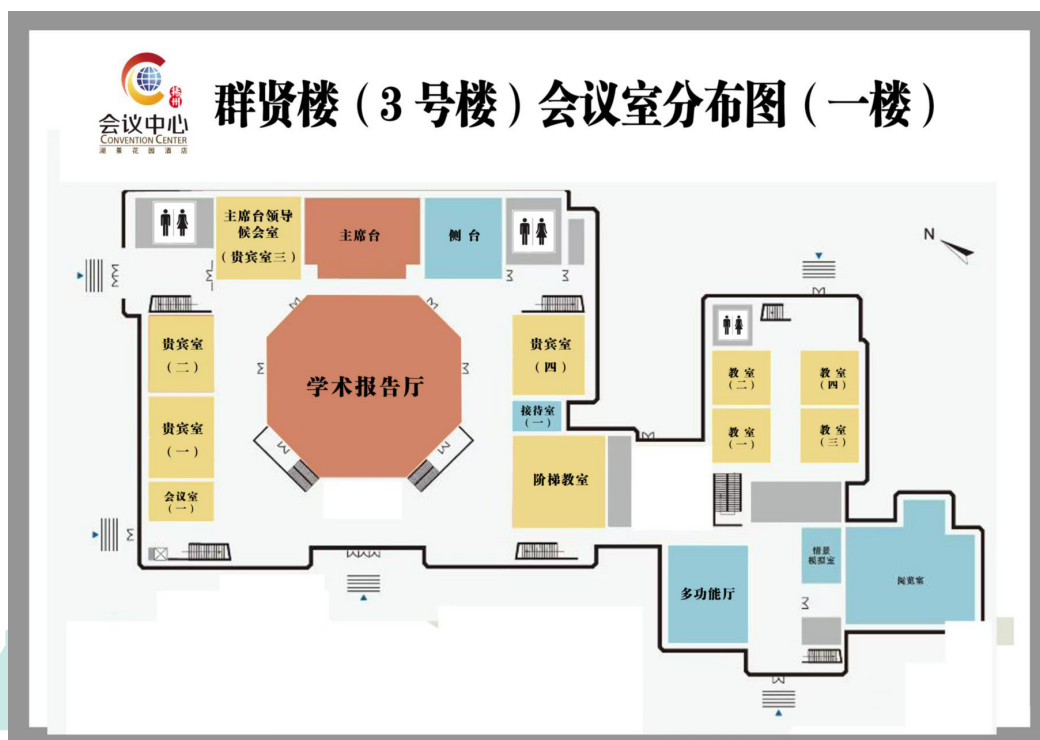 群贤楼（3号楼）会议室分布图（一楼）
扬州
会议中心
CONVENTION CENTER
湖景花园酒店
主席台领导
候会室
（贵宾室三）
主席台
侧台
N
贵宾室
（二）
学术报告厅
贵宾室
（四）
教室
（二）
教室
（四）
贵宾室
（一）
接待室
（一）
教室
（一）
教室
（三）
会议室
（一）
阶梯教室
情景
模拟室
阅览室
多功能厅